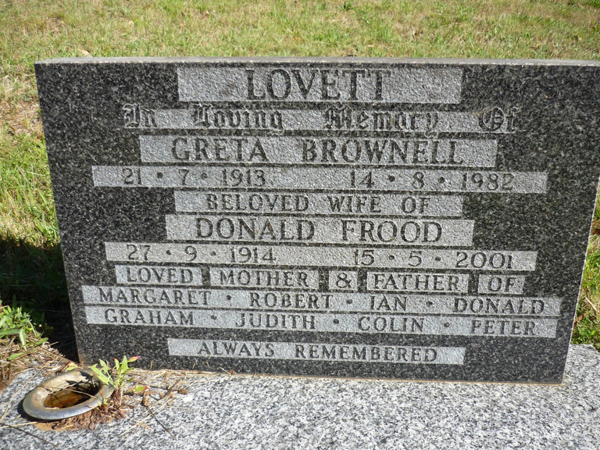 LOVETT
In Loving Memory Of
GRETA BROWNELL
21 · 7 · 1913 14 · 8 · 1982
BELOVED WIFE OF
DONALD FROOD
27 · 9 · 1914 15 · 5 · 2001
LOVED MOTHER & FATHER OF
MARGARET · ROBERT · IAN · DONALD
GRAHAM · JUDITH · COLIN · PETER
ALWAYS REMEMBERED